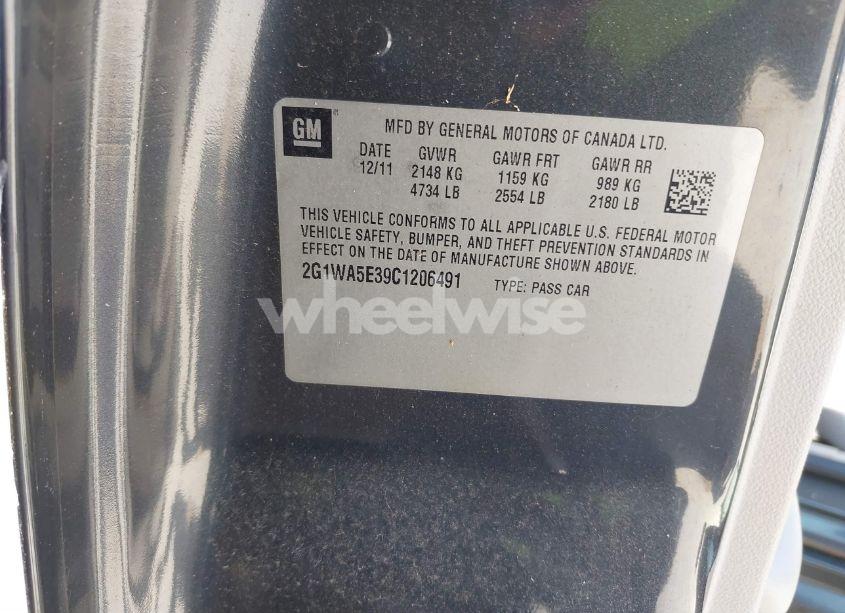 GM
MFD BY GENERAL MOTORS OF CANADA LTD.
DATE GVWR GAWR FRT GAWR RR
12/11 2148 KG 1159 KG 989 KG
4734 LB 2554 LB 2180 LB
THIS VEHICLE CONFORMS TO ALL APPLICABLE U.S. FEDERAL MOTOR
VEHICLE SAFETY, BUMPER, AND THEFT PREVENTION STANDARDS IN
EFFECT ON THE DATE OF MANUFACTURE SHOWN ABOVE.
2G1WA5E39C1206491 TYPE: PASS CAR
wheelwise